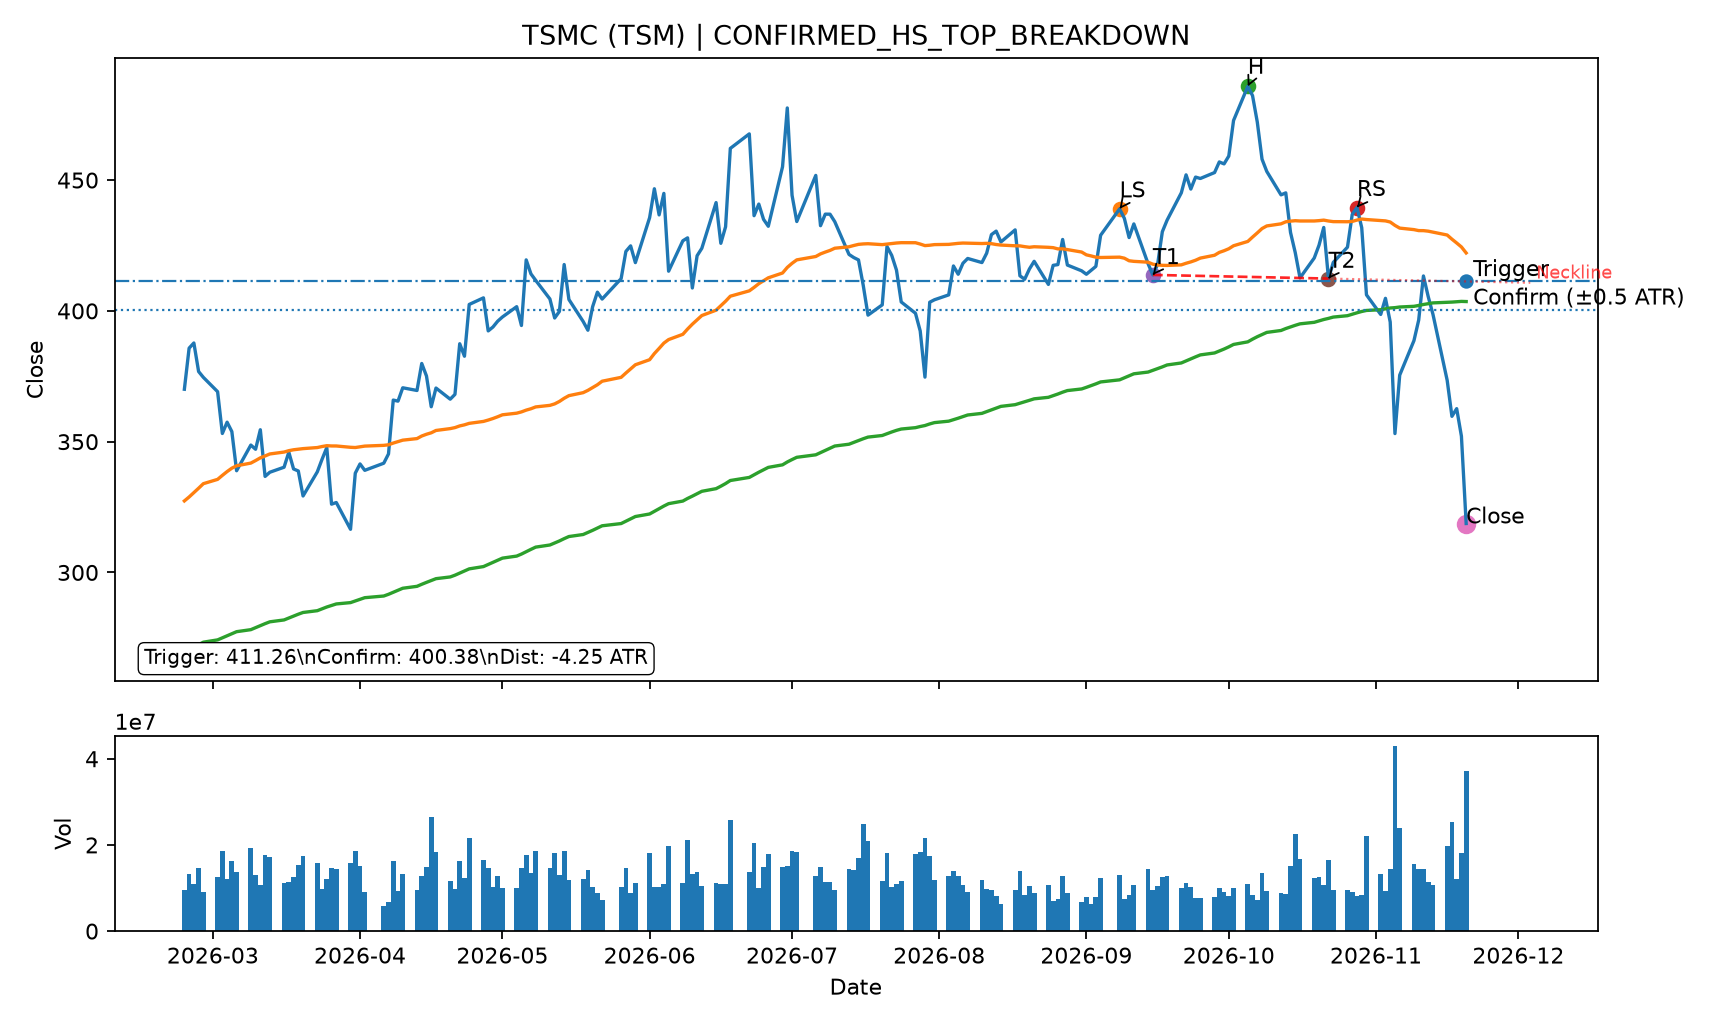 TSMC (TSM) | CONFIRMED_HS_TOP_BREAKDOWN
H
LS
RS
T1
T2
Trigger
Neckline
Confirm (±0.5 ATR)
Close
450
400
350
300
Close
Trigger: 411.26\nConfirm: 400.38\nDist: -4.25 ATR
1e7
4
2
0
Vol
2026-03
2026-04
2026-05
2026-06
2026-07
2026-08
2026-09
2026-10
2026-11
2026-12
Date